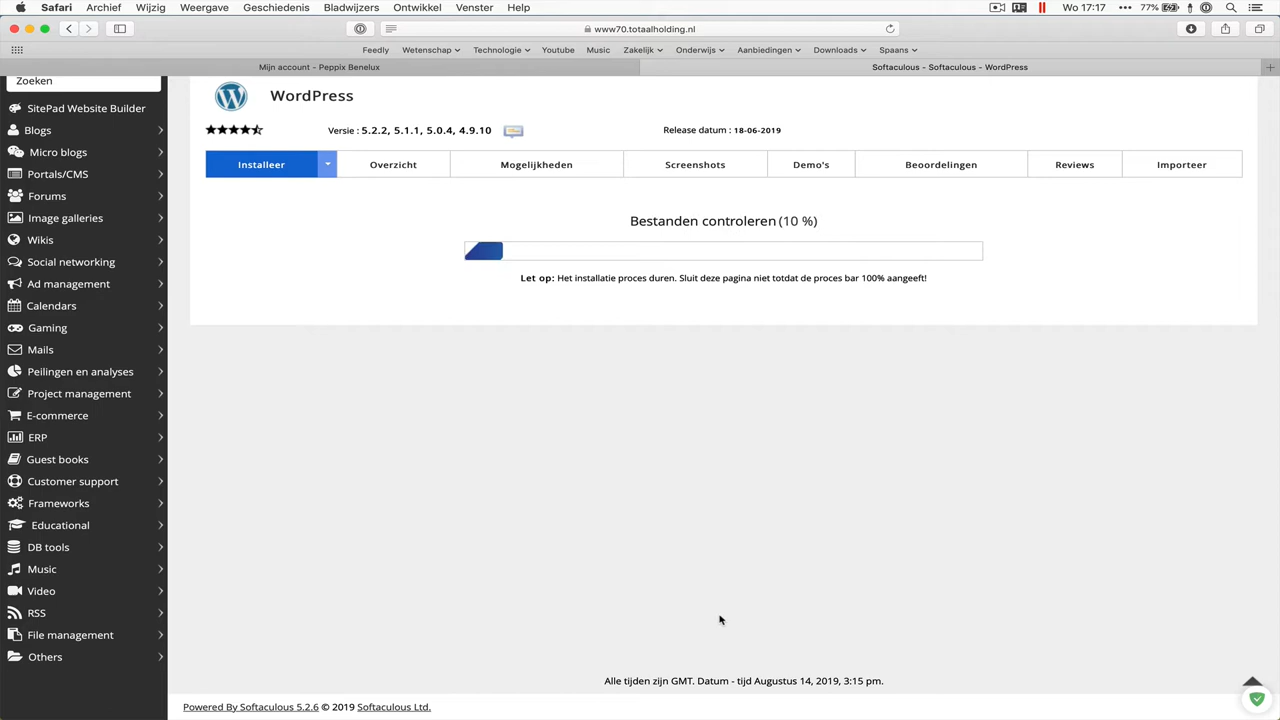 Safari Archief Wijzig Weergave Geschiedenis Bladwijzers Ontwikkel Venster Help 77% Wo 17:17
www70.totaalholding.nl
Feedly Wetenschap Technologie Youtube Music Zakelijk Onderwijs Aanbiedingen Downloads Spaans
Mijn account - Peppix Benelux Softaculous - Softaculous - WordPress
Zoeken
SitePad Website Builder
Blogs
Micro blogs
Portals/CMS
Forums
Image galleries
Wikis
Social networking
Ad management
Calendars
Gaming
Mails
Peilingen en analyses
Project management
E-commerce
ERP
Guest books
Customer support
Frameworks
Educational
DB tools
Music
Video
RSS
File management
Others
WordPress
Versie : 5.2.2, 5.1.1, 5.0.4, 4.9.10 Release datum : 18-06-2019
Installeer Overzicht Mogelijkheden Screenshots Demo's Beoordelingen Reviews Importeer
Bestanden controleren (10 %)
Let op: Het installatie proces duren. Sluit deze pagina niet totdat de proces bar 100% aangeeft!
Alle tijden zijn GMT. Datum - tijd Augustus 14, 2019, 3:15 pm.
Powered By Softaculous 5.2.6 © 2019 Softaculous Ltd.